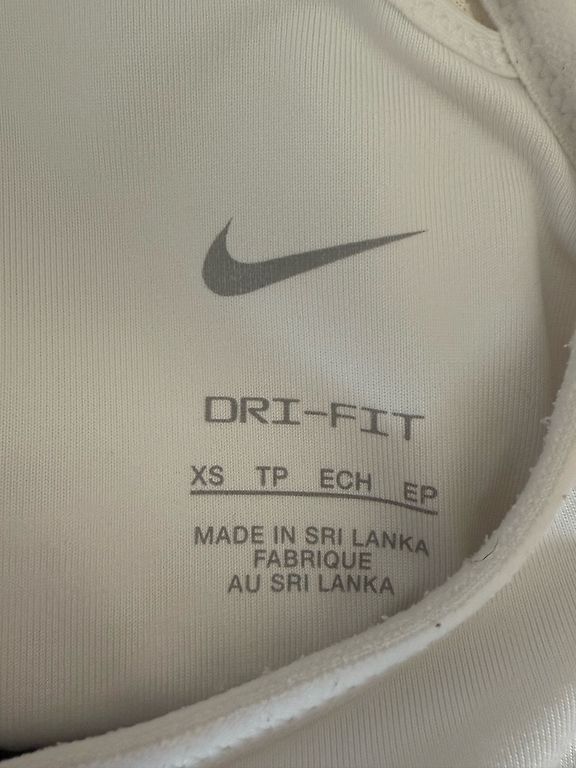 DRI-FIT
XS TP ECH EP
MADE IN SRI LANKA
FABRIQUE
AU SRI LANKA